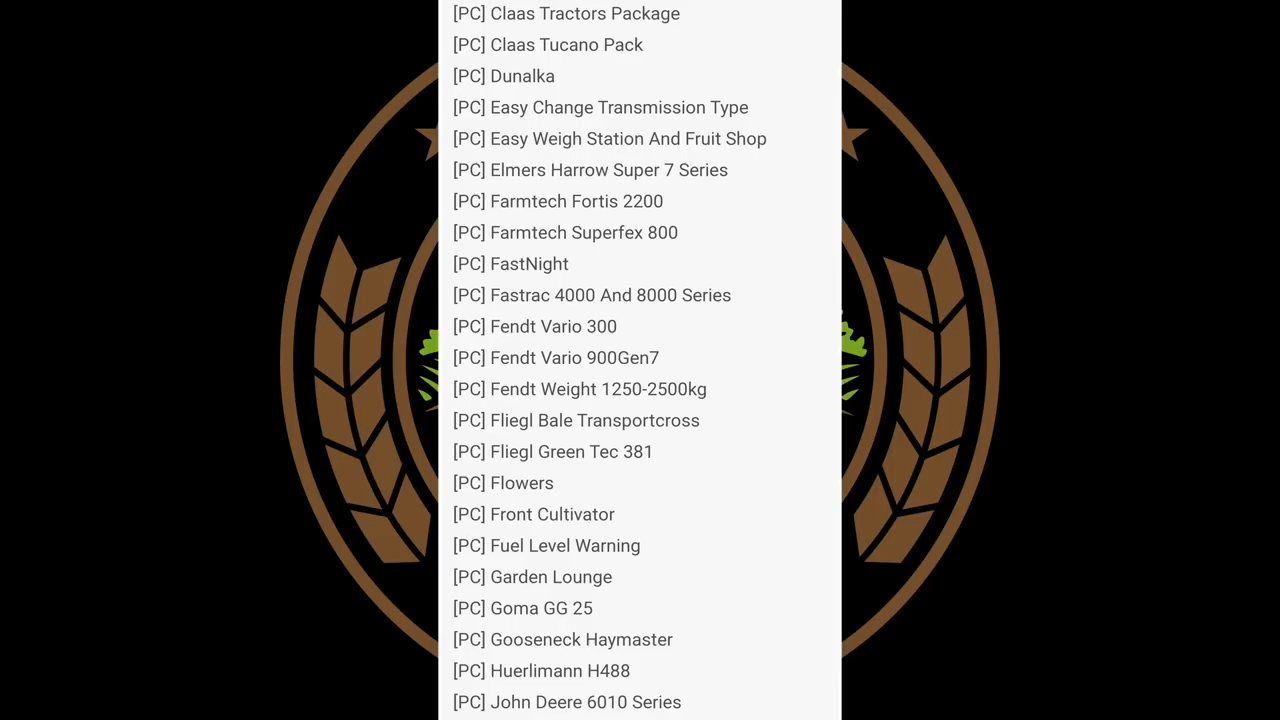 [PC] Claas Tractors Package
[PC] Claas Tucano Pack
[PC] Dunalka
[PC] Easy Change Transmission Type
[PC] Easy Weigh Station And Fruit Shop
[PC] Elmers Harrow Super 7 Series
[PC] Farmtech Fortis 2200
[PC] Farmtech Superfex 800
[PC] FastNight
[PC] Fastrac 4000 And 8000 Series
[PC] Fendt Vario 300
[PC] Fendt Vario 900Gen7
[PC] Fendt Weight 1250-2500kg
[PC] Fliegl Bale Transportcross
[PC] Fliegl Green Tec 381
[PC] Flowers
[PC] Front Cultivator
[PC] Fuel Level Warning
[PC] Garden Lounge
[PC] Goma GG 25
[PC] Gooseneck Haymaster
[PC] Huerlimann H488
[PC] John Deere 6010 Series